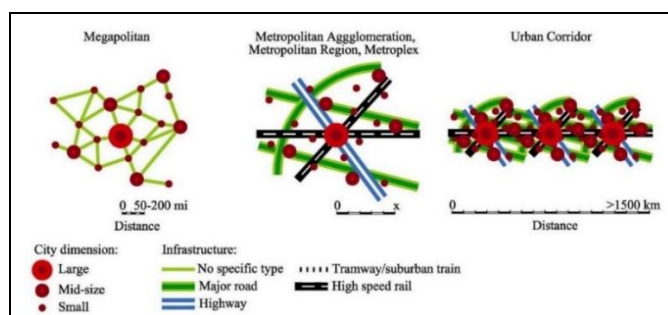 Megapolitan
Metropolitan Aggglomeration,
Metropolitan Region, Metroplex
Urban Corridor
0 50-200 mi
Distance
0 x
0 >1500 km
Distance
City dimension:
Large
Mid-size
Small
Infrastructure:
No specific type
Major road
Highway
Tramway/suburban train
High speed rail